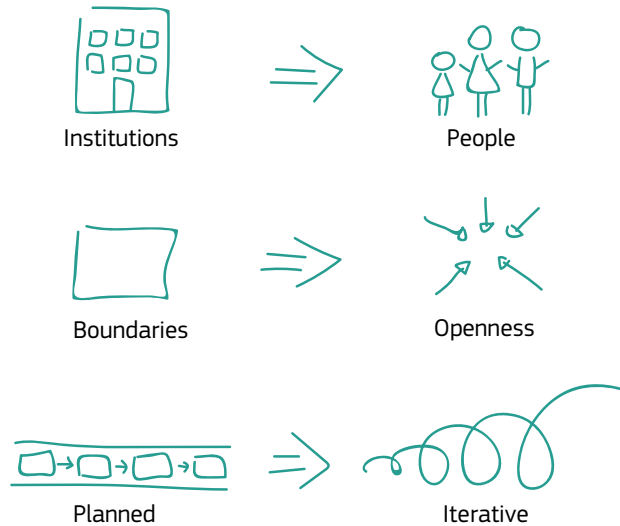 Institutions
People
Boundaries
Openness
Planned
Iterative